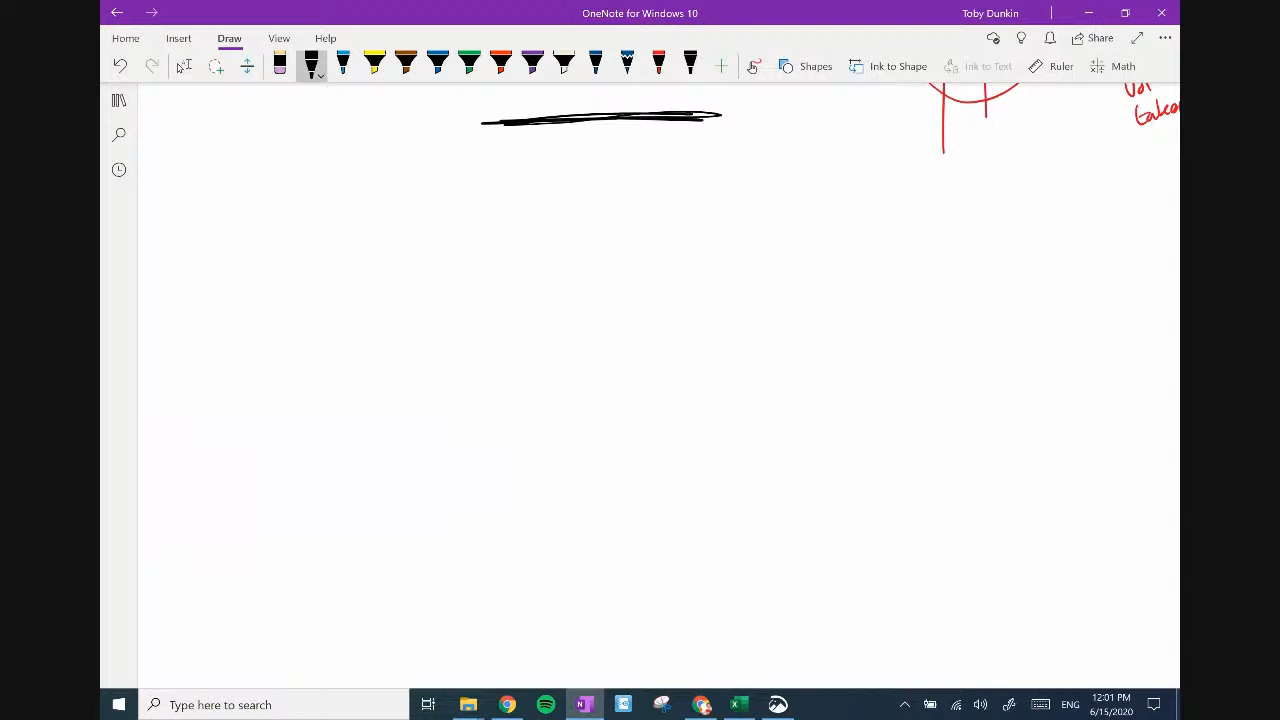 OneNote for Windows 10
Toby Dunkin
Home Insert Draw View Help
Share
Shapes Ink to Shape Ink to Text Ruler Math
Type here to search
12:01 PM
ENG
6/15/2020